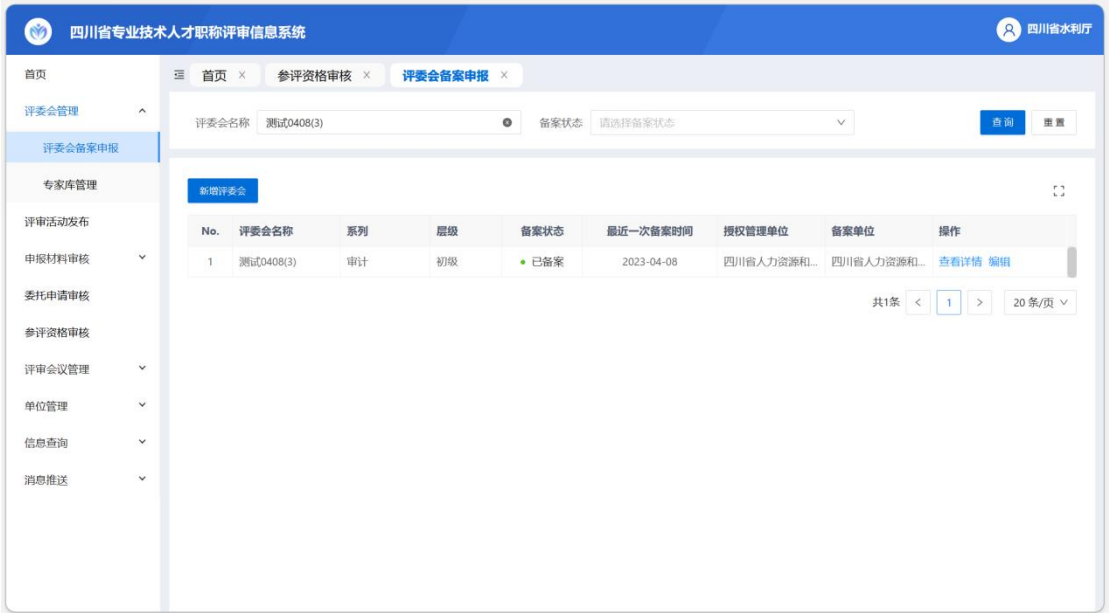 四川省专业技术人才职称评审信息系统
四川省水利厅
首页
评委会管理
评委会备案申报
专家库管理
评审活动发布
申报材料审核
委托申请审核
参评资格审核
评审会议管理
单位管理
信息查询
消息推送
首页 × 参评资格审核 × 评委会备案申报 ×
评委会名称 测试0408(3) 备案状态 请选择备案状态 查询 重置
新增评委会
No. 评委会名称 系列 层级 备案状态 最近一次备案时间 授权管理单位 备案单位 操作
1 测试0408(3) 审计 初级 已备案 2023-04-08 四川省人力资源和... 四川省人力资源和... 查看详情 编辑
共1条 < 1 > 20 条/页